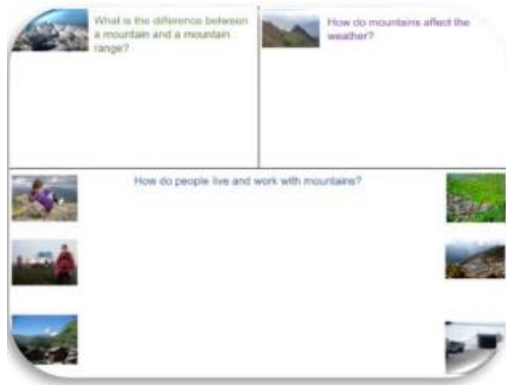 What is the difference between
a mountain and a mountain
range?
How do mountains affect the
weather?
How do people live and work with mountains?